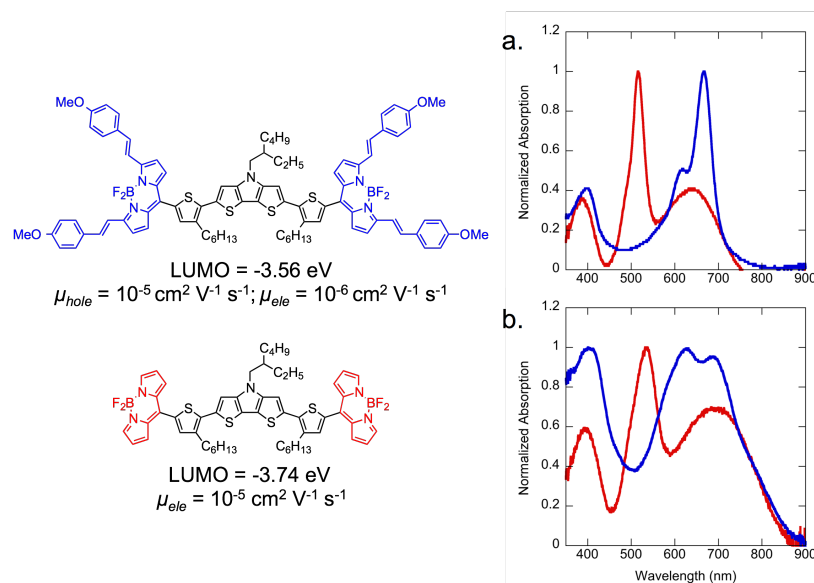 MeO
OMe
C4H9
C2H5
N
F2B
N
N
N
BF2
N
S
S
S
S
MeO
C6H13
C6H13
OMe
LUMO = -3.56 eV
μhole = 10-5 cm2 V-1 s-1; μele = 10-6 cm2 V-1 s-1
C4H9
C2H5
N
F2B
N
N
N
BF2
N
S
S
S
S
C6H13
C6H13
LUMO = -3.74 eV
μele = 10-5 cm2 V-1 s-1
a.
1.2
1
0.8
0.6
0.4
0.2
0
Normalized Absorption
400 500 600 700 800 900
b.
1.2
1
0.8
0.6
0.4
0.2
0
Normalized Absorption
400 500 600 700 800 900
Wavelength (nm)